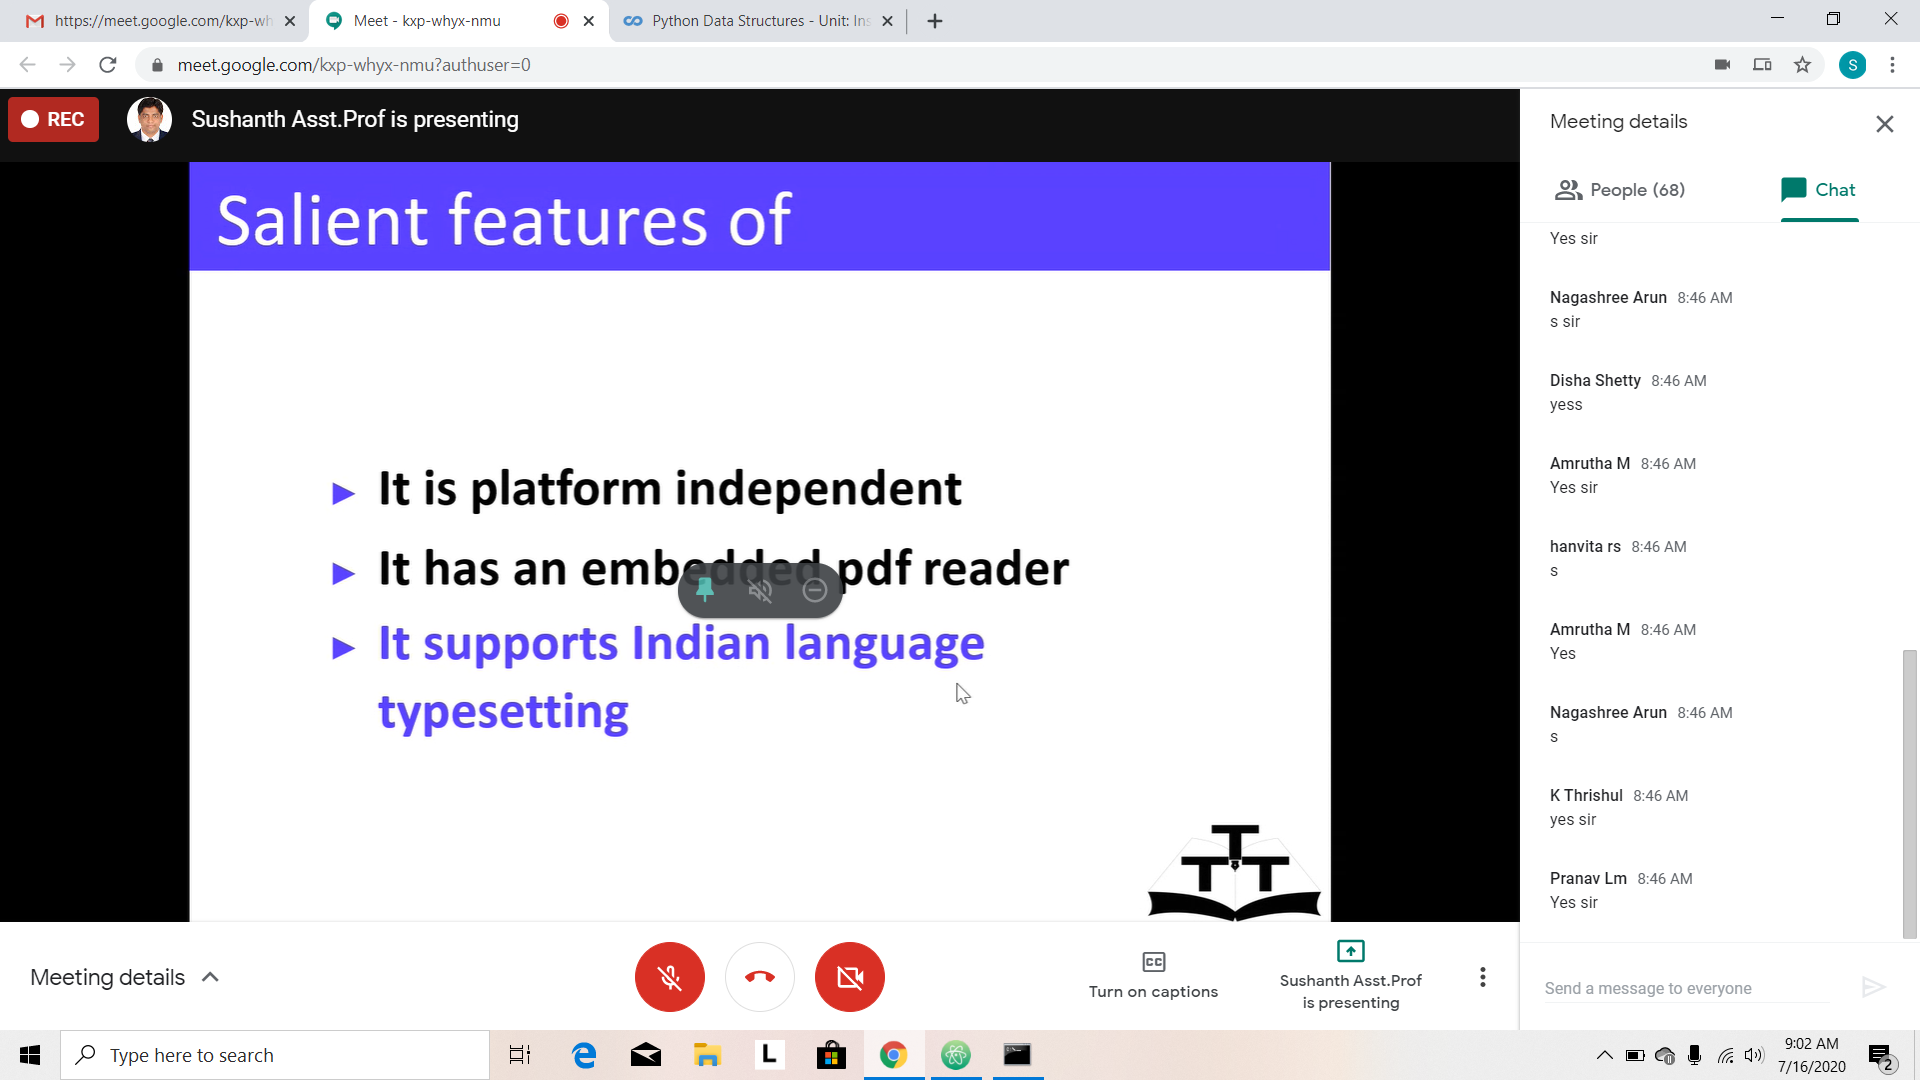 https://meet.google.com/kxp-wh
Meet - kxp-whyx-nmu
Python Data Structures - Unit: Ins
meet.google.com/kxp-whyx-nmu?authuser=0
S
REC
Sushanth Asst.Prof is presenting
Salient features of
It is platform independent
It has an embedded pdf reader
It supports Indian language
typesetting
T
T T
Meeting details
People (68)
Chat
Yes sir
Nagashree Arun 8:46 AM
s sir
Disha Shetty 8:46 AM
yess
Amrutha M 8:46 AM
Yes sir
hanvita rs 8:46 AM
s
Amrutha M 8:46 AM
Yes
Nagashree Arun 8:46 AM
s
K Thrishul 8:46 AM
yes sir
Pranav Lm 8:46 AM
Yes sir
Send a message to everyone
Meeting details
CC
Turn on captions
Sushanth Asst.Prof
is presenting
Type here to search
L
9:02 AM
7/16/2020
2